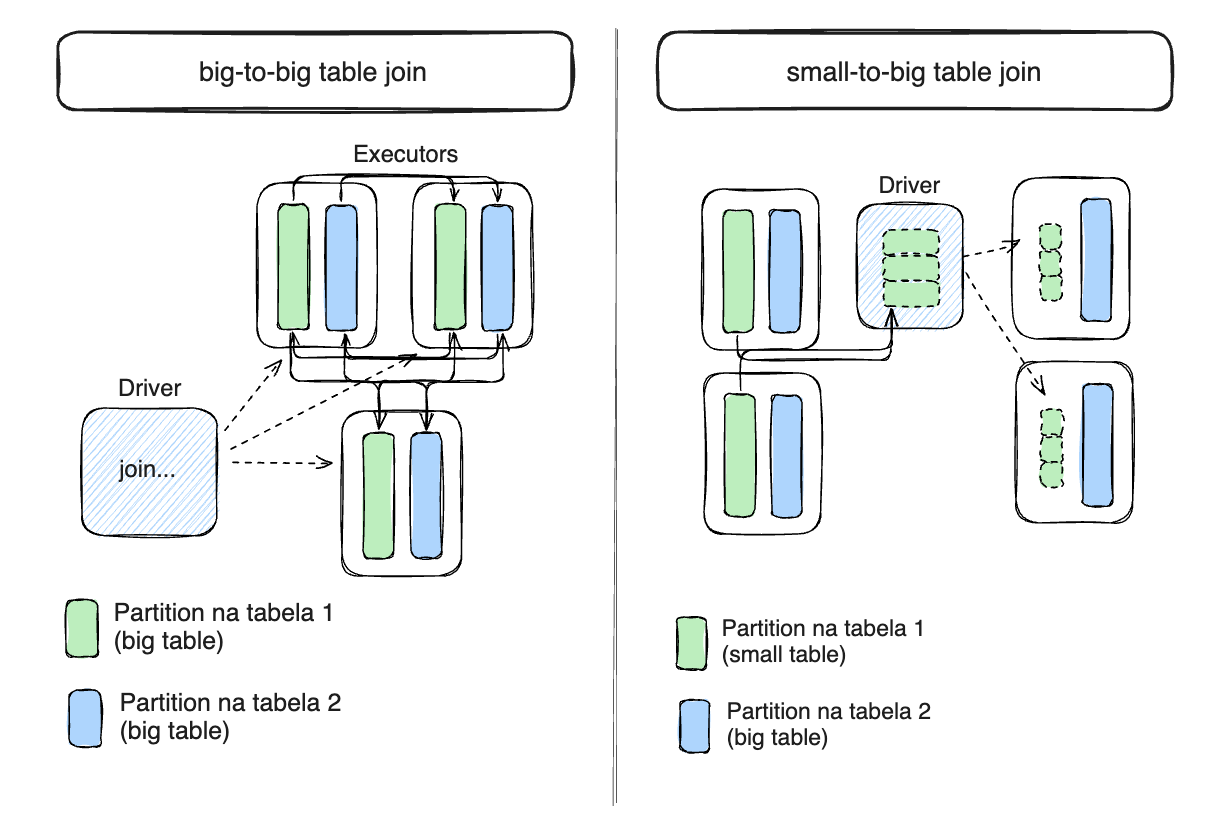 big-to-big table join
Executors
Driver
join...
Partition na tabela 1
(big table)
Partition na tabela 2
(big table)
small-to-big table join
Driver
Partition na tabela 1
(small table)
Partition na tabela 2
(big table)